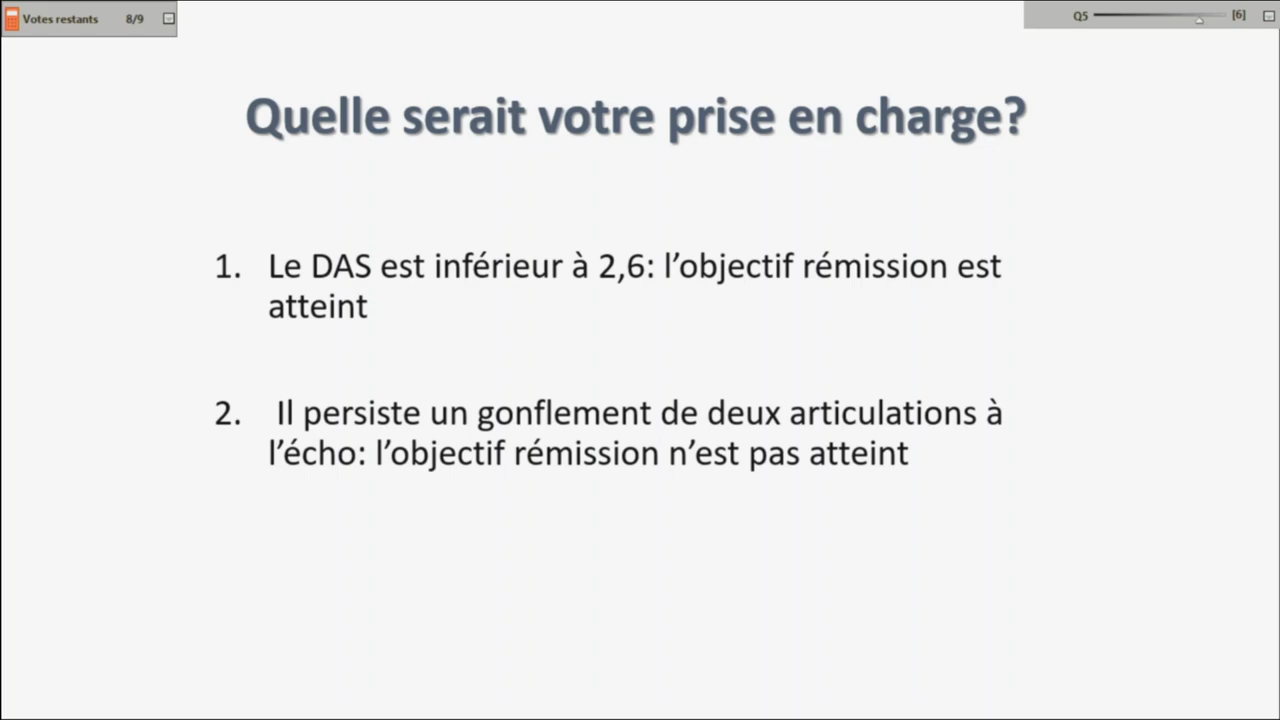 Votes restants 8/9
Q5 [6]
Quelle serait votre prise en charge?
1. Le DAS est inférieur à 2,6: l’objectif rémission est
atteint
2. Il persiste un gonflement de deux articulations à
l’écho: l’objectif rémission n’est pas atteint